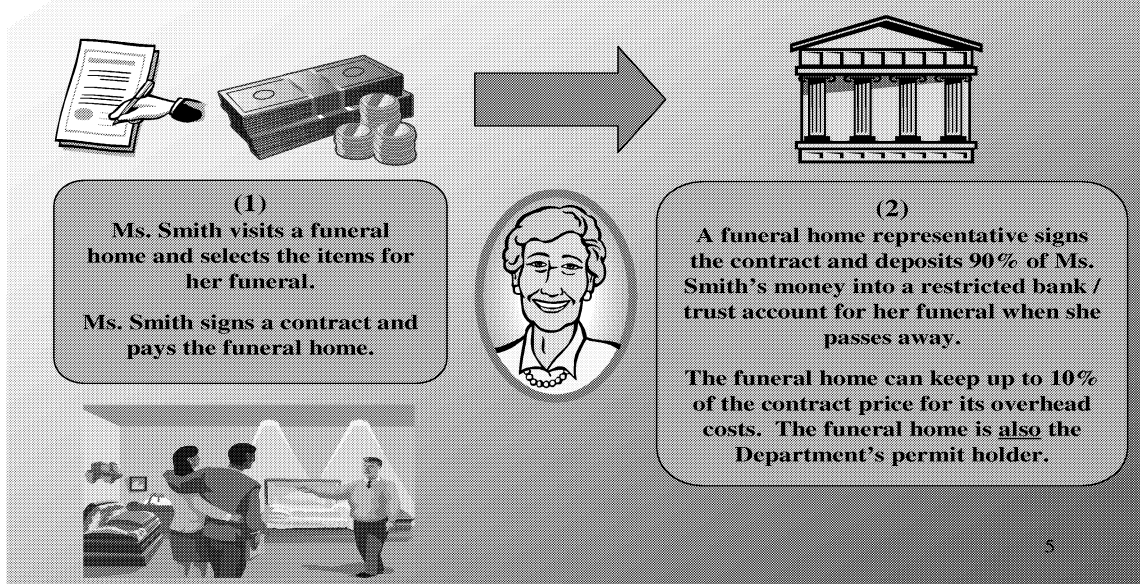 (1)
Ms. Smith visits a funeral
home and selects the items for
her funeral.
Ms. Smith signs a contract and
pays the funeral home.
(2)
A funeral home representative signs
the contract and deposits 90% of Ms.
Smith's money into a restricted bank /
trust account for her funeral when she
passes away.
The funeral home can keep up to 10%
of the contract price for its overhead
costs.  The funeral home is also the
Department's permit holder.
5